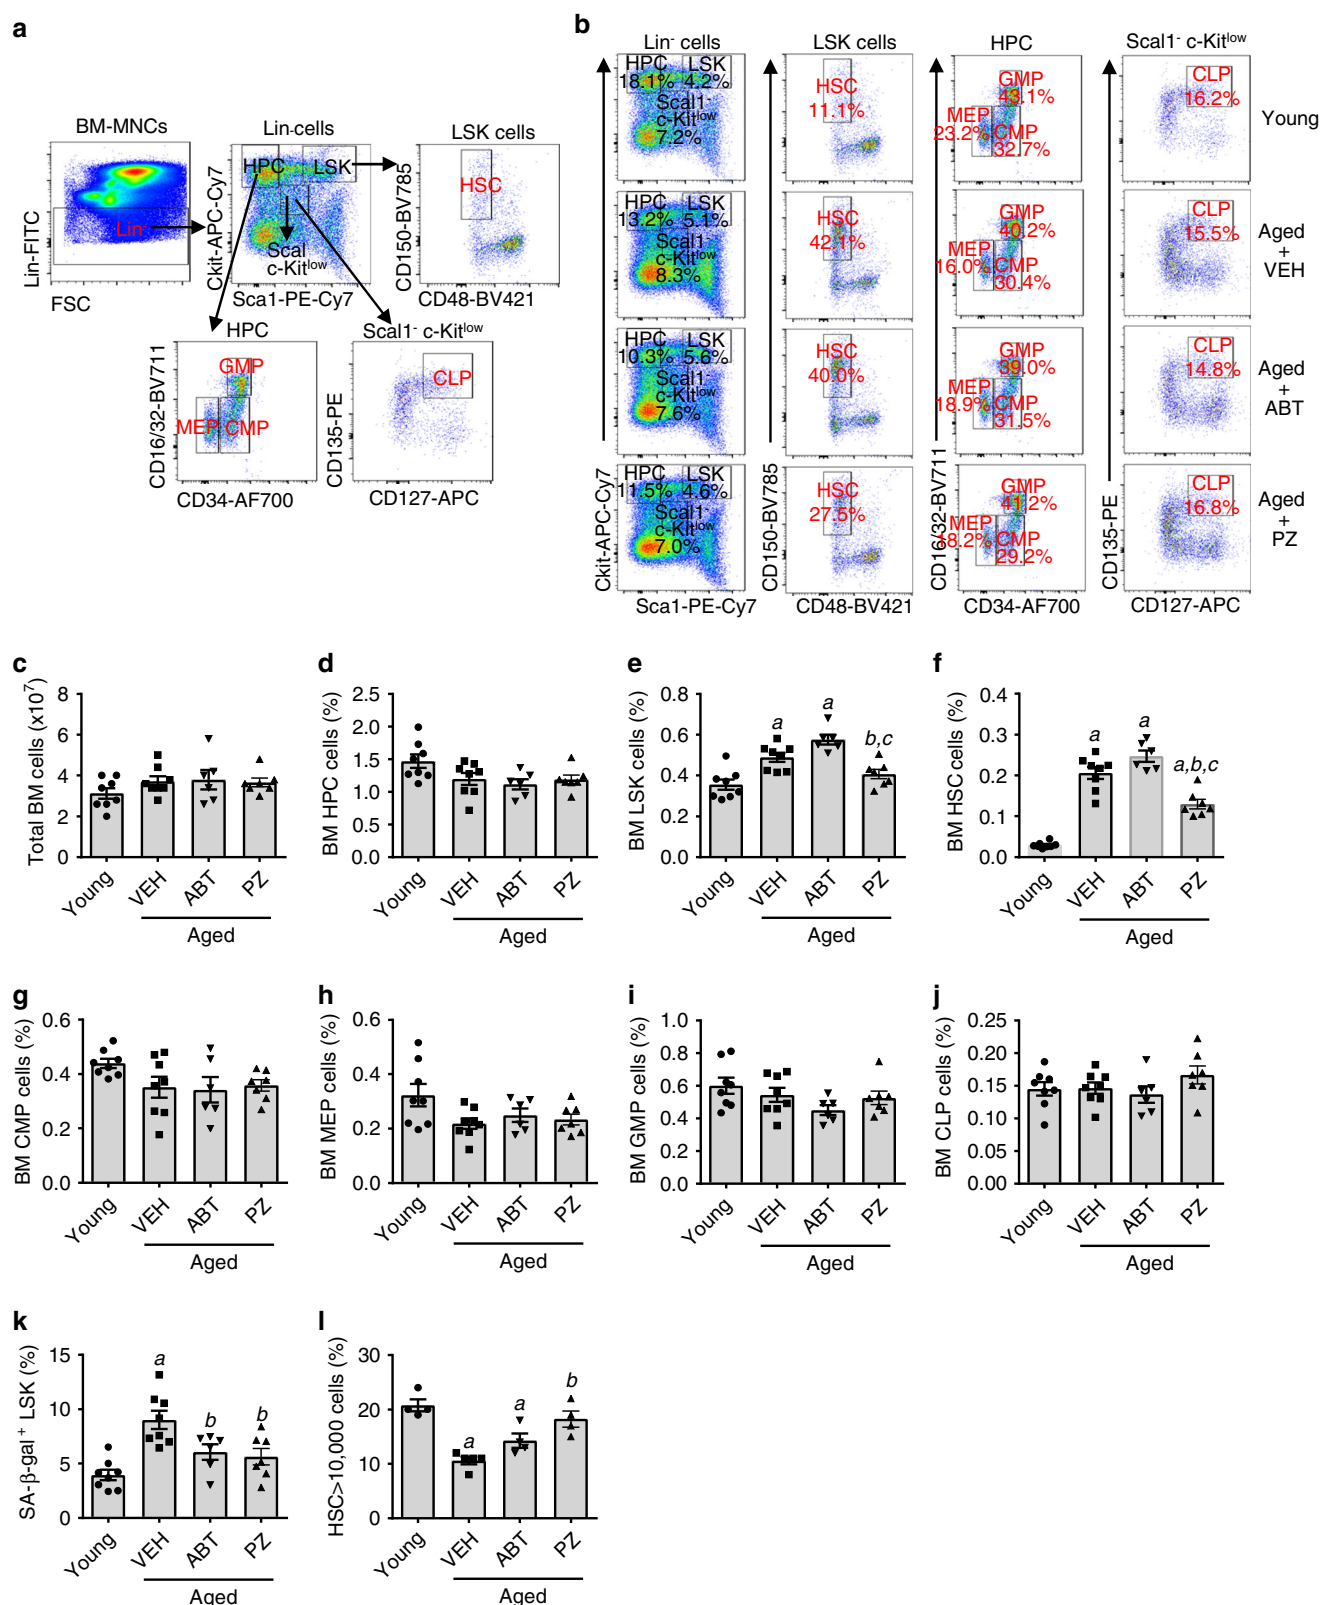 a
BM-MNCs
Lin-FITC
Lin-
FSC
Lin-cells
HPC
LSK
Scal
c-Kitlow
Ckit-APC-Cy7
Sca1-PE-Cy7
LSK cells
HSC
CD150-BV785
CD48-BV421
HPC
GMP
MEP
CMP
CD16/32-BV711
CD34-AF700
Scal1- c-Kitlow
CLP
CD135-PE
CD127-APC
b
Lin- cells
LSK cells
HPC
Scal1- c-Kitlow
HPC
18.1%
LSK
4.2%
Scal1-
c-Kitlow
7.2%
HSC
11.1%
GMP
43.1%
MEP
23.2%
CMP
32.7%
CLP
16.2%
Young
HPC
13.2%
LSK
5.1%
Scal1-
c-Kitlow
8.3%
HSC
42.1%
GMP
40.2%
MEP
16.0%
CMP
30.4%
CLP
15.5%
Aged
+
VEH
HPC
10.3%
LSK
5.6%
Scal1-
c-Kitlow
7.6%
HSC
40.0%
GMP
39.0%
MEP
18.9%
CMP
31.5%
CLP
14.8%
Aged
+
ABT
HPC
11.5%
LSK
4.6%
Scal1-
c-Kitlow
7.0%
HSC
27.5%
GMP
41.2%
MEP
18.2%
CMP
29.2%
CLP
16.8%
Aged
+
PZ
Ckit-APC-Cy7
Sca1-PE-Cy7
CD150-BV785
CD48-BV421
CD16/32-BV711
CD34-AF700
CD135-PE
CD127-APC
c
Total BM cells (x107)
8
6
4
2
0
Young
VEH
ABT
PZ
Aged
d
BM HPC cells (%)
2.5
2.0
1.5
1.0
0.5
0.0
Young
VEH
ABT
PZ
Aged
e
BM LSK cells (%)
0.8
0.6
0.4
0.2
0.0
a
a
b,c
Young
VEH
ABT
PZ
Aged
f
BM HSC cells (%)
0.4
0.3
0.2
0.1
0.0
a
a
a,b,c
Young
VEH
ABT
PZ
Aged
g
BM CMP cells (%)
0.6
0.4
0.2
0.0
Young
VEH
ABT
PZ
Aged
h
BM MEP cells (%)
0.6
0.4
0.2
0.0
Young
VEH
ABT
PZ
Aged
i
BM GMP cells (%)
1.0
0.8
0.6
0.4
0.2
0.0
Young
VEH
ABT
PZ
Aged
j
BM CLP cells (%)
0.25
0.20
0.15
0.10
0.05
0.00
Young
VEH
ABT
PZ
Aged
k
SA-β-gal+ LSK (%)
15
10
5
0
a
b
b
Young
VEH
ABT
PZ
Aged
l
HSC>10,000 cells (%)
30
20
10
0
a
a
b
Young
VEH
ABT
PZ
Aged